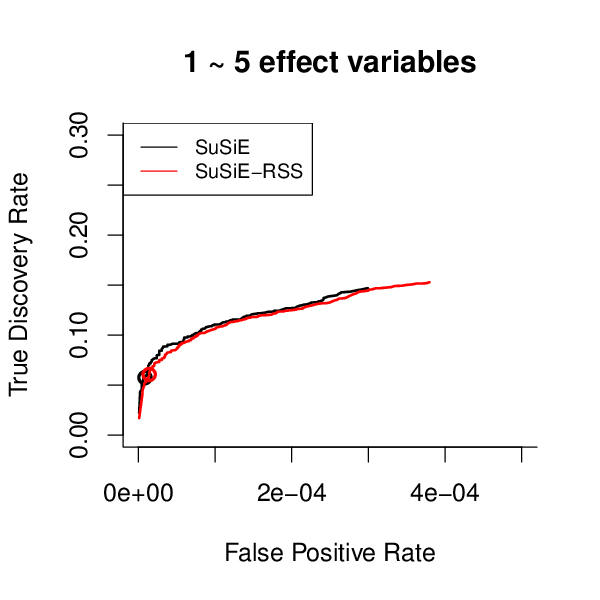 1 ~ 5 effect variables
SuSiE
SuSiE−RSS
True Discovery Rate
0.30
0.20
0.10
0.00
0e+00 2e−04 4e−04
False Positive Rate